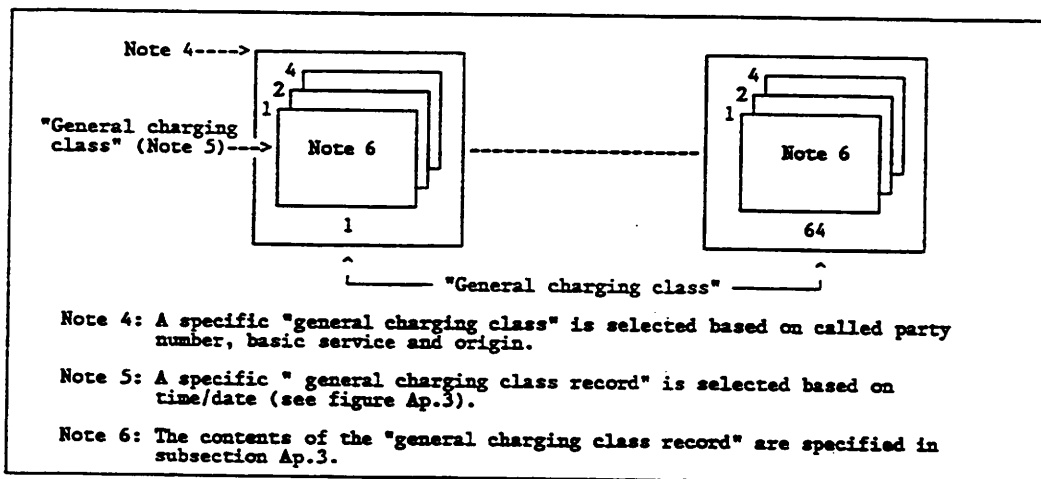 Note 4---->
4
2
1
"General charging
class" (Note 5)--->
Note 6
1
4
2
1
Note 6
64
"General charging class"
Note 4: A specific "general charging class" is selected based on called party
number, basic service and origin.
Note 5: A specific " general charging class record" is selected based on
time/date (see figure Ap.3).
Note 6: The contents of the "general charging class record" are specified in
subsection Ap.3.